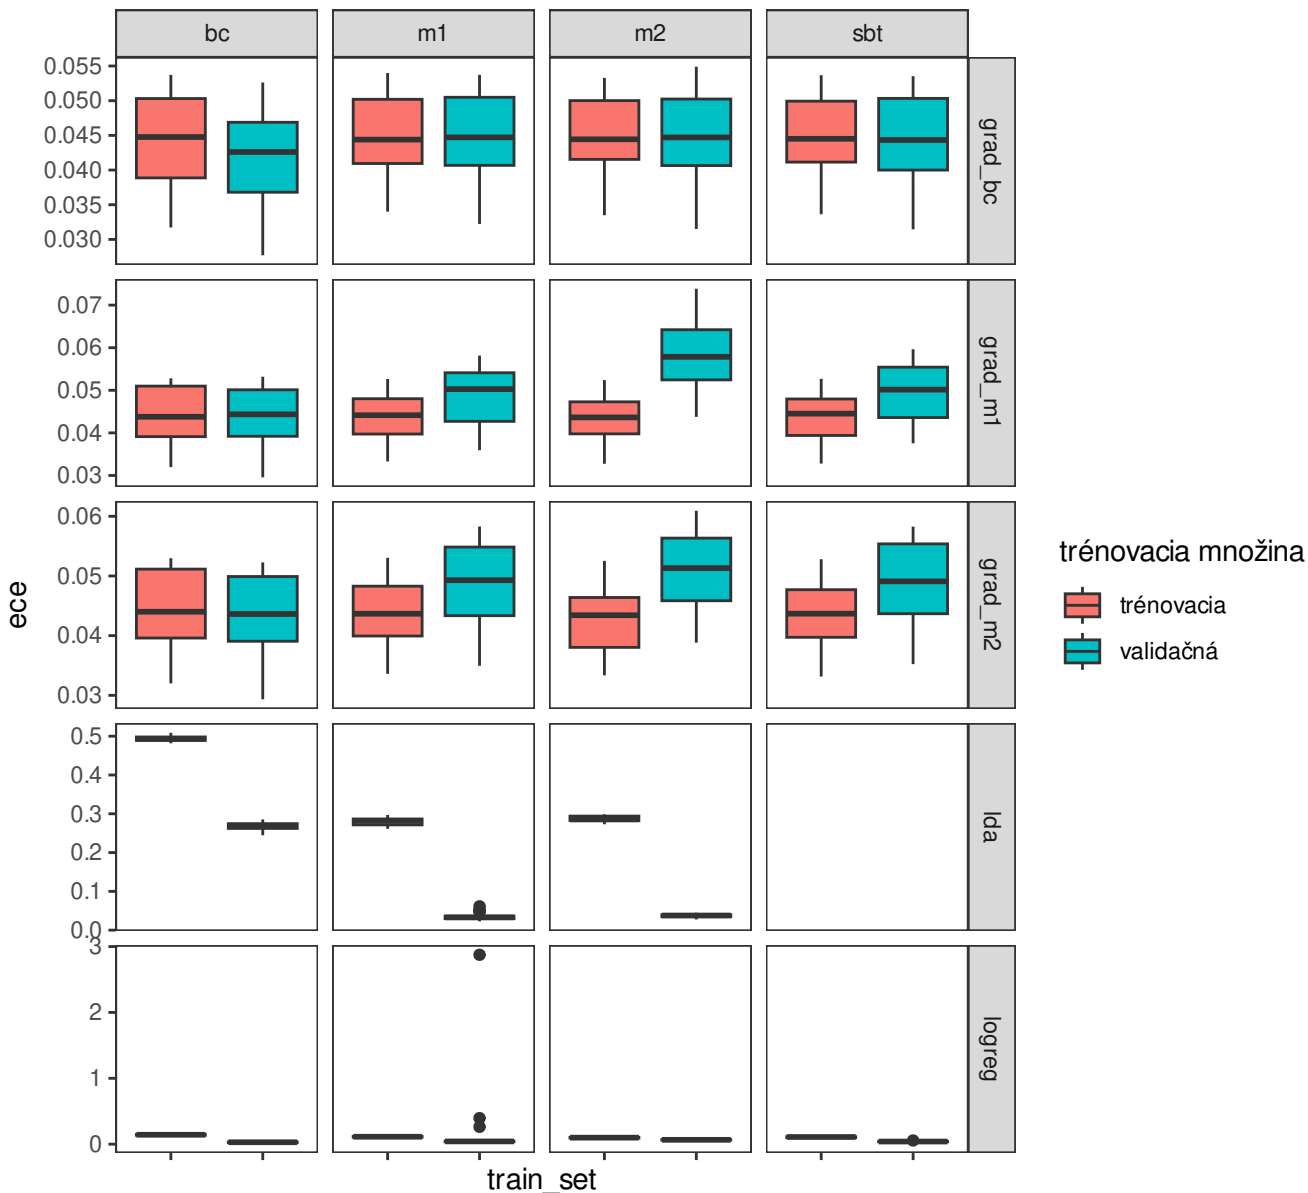 bc m1 m2 sbt
0.055
0.050
0.045
0.040
0.035
0.030
grad_bc
0.07
0.06
0.05
0.04
0.03
grad_m1
0.06
0.05
0.04
0.03
grad_m2
0.5
0.4
0.3
0.2
0.1
0.0
lda
3
2
1
0
logreg
ece
train_set
trénovacia množina
trénovacia
validačná